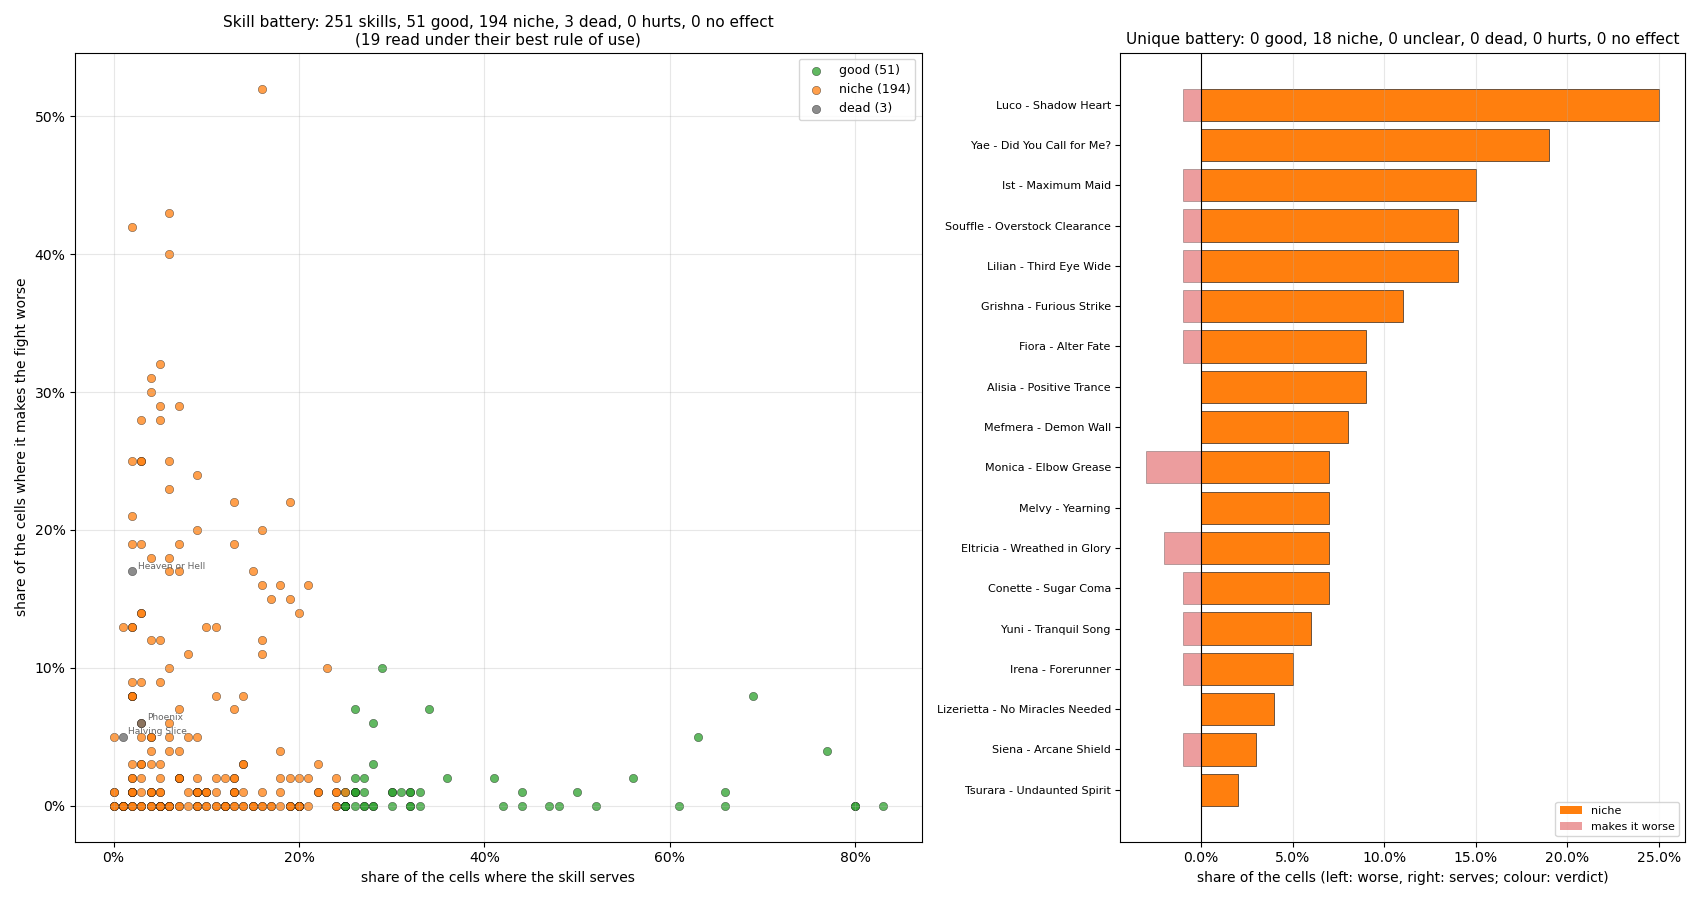 Skill battery: 251 skills, 51 good, 194 niche, 3 dead, 0 hurts, 0 no effect
(19 read under their best rule of use)
good (51)
niche (194)
dead (3)
share of the cells where it makes the fight worse
50%
40%
30%
20%
10%
0%
Heaven or Hell
Phoenix
Halving Slice
0%
20%
40%
60%
80%
share of the cells where the skill serves
Unique battery: 0 good, 18 niche, 0 unclear, 0 dead, 0 hurts, 0 no effect
Luco - Shadow Heart
Yae - Did You Call for Me?
Ist - Maximum Maid
Souffle - Overstock Clearance
Lilian - Third Eye Wide
Grishna - Furious Strike
Fiora - Alter Fate
Alisia - Positive Trance
Mefmera - Demon Wall
Monica - Elbow Grease
Melvy - Yearning
Eltricia - Wreathed in Glory
Conette - Sugar Coma
Yuni - Tranquil Song
Irena - Forerunner
Lizerietta - No Miracles Needed
Siena - Arcane Shield
Tsurara - Undaunted Spirit
niche
makes it worse
0.0%
5.0%
10.0%
15.0%
20.0%
25.0%
share of the cells (left: worse, right: serves; colour: verdict)